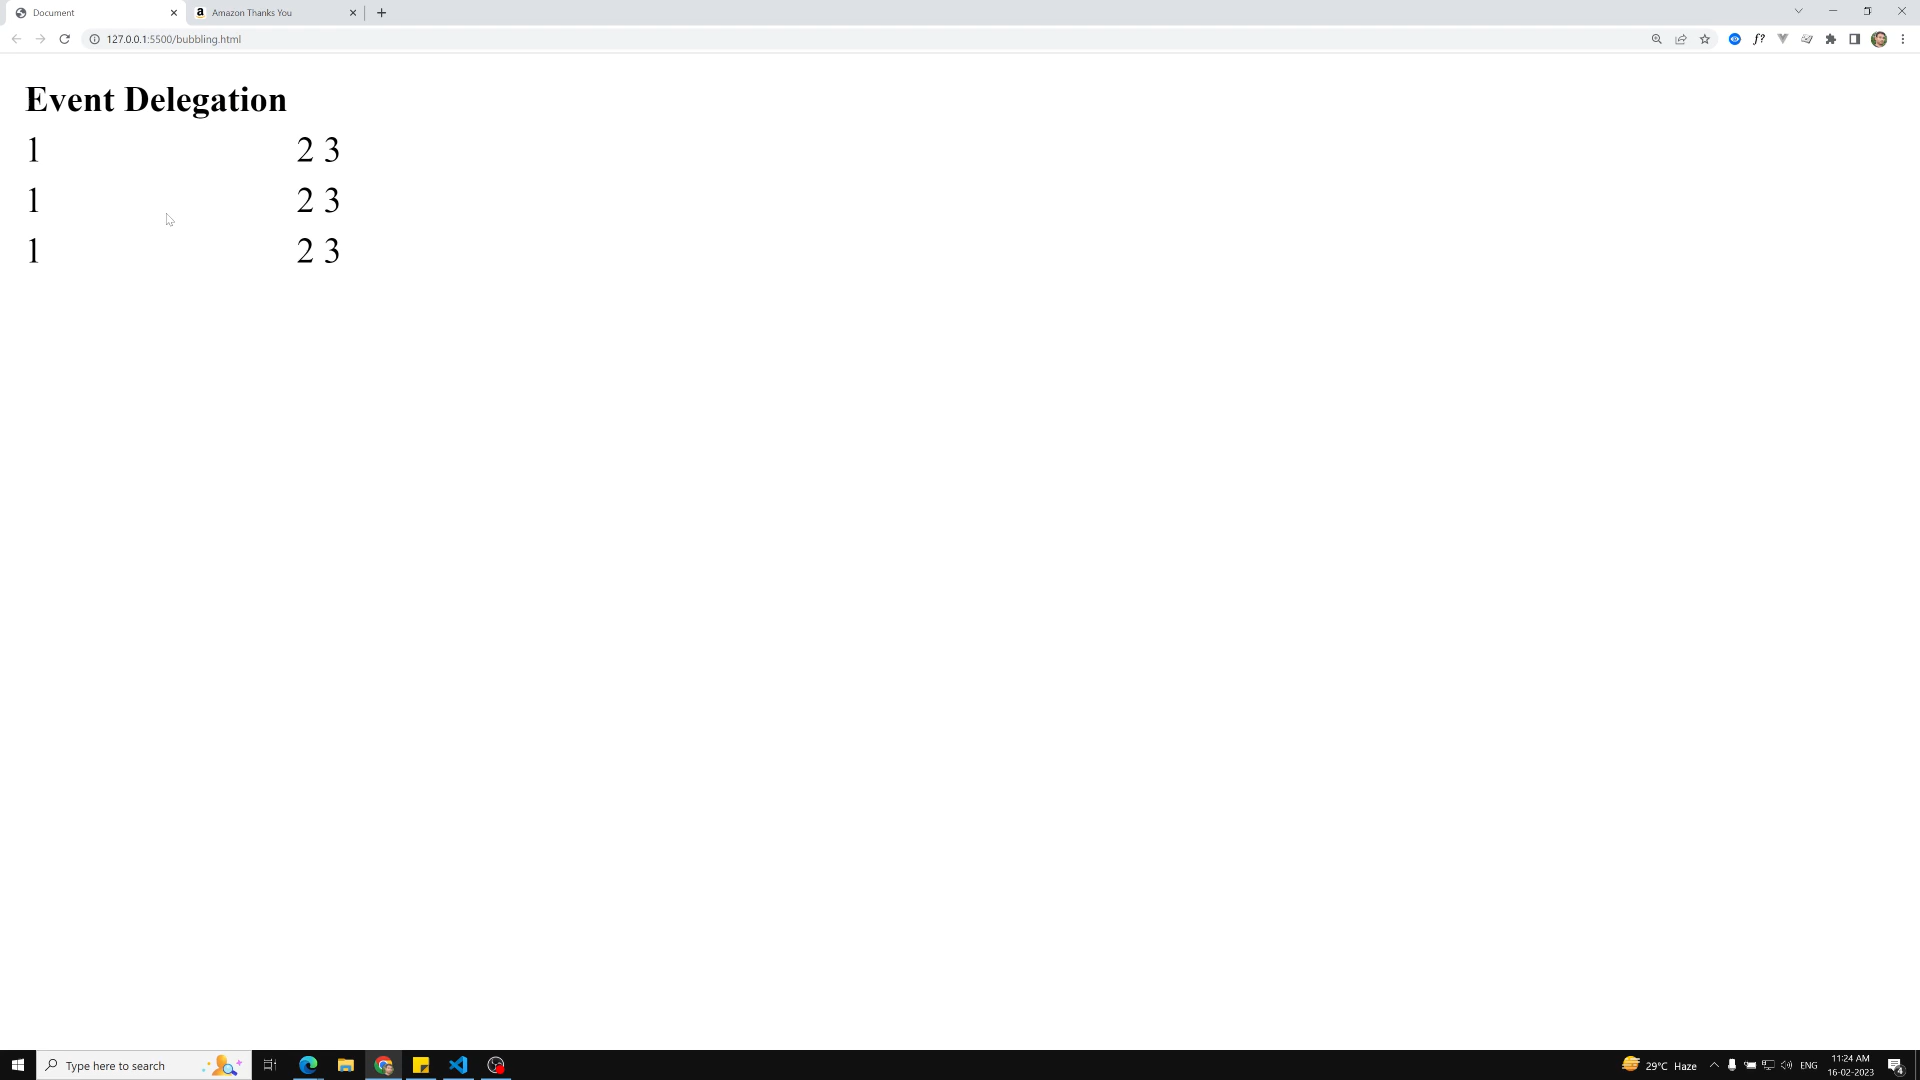 Document
Amazon Thanks You
127.0.0.1:5500/bubbling.html
f?
Event Delegation
1 2 3
1 2 3
1 2 3
Type here to search
29°C Haze
ENG
11:24 AM
16-02-2023
4